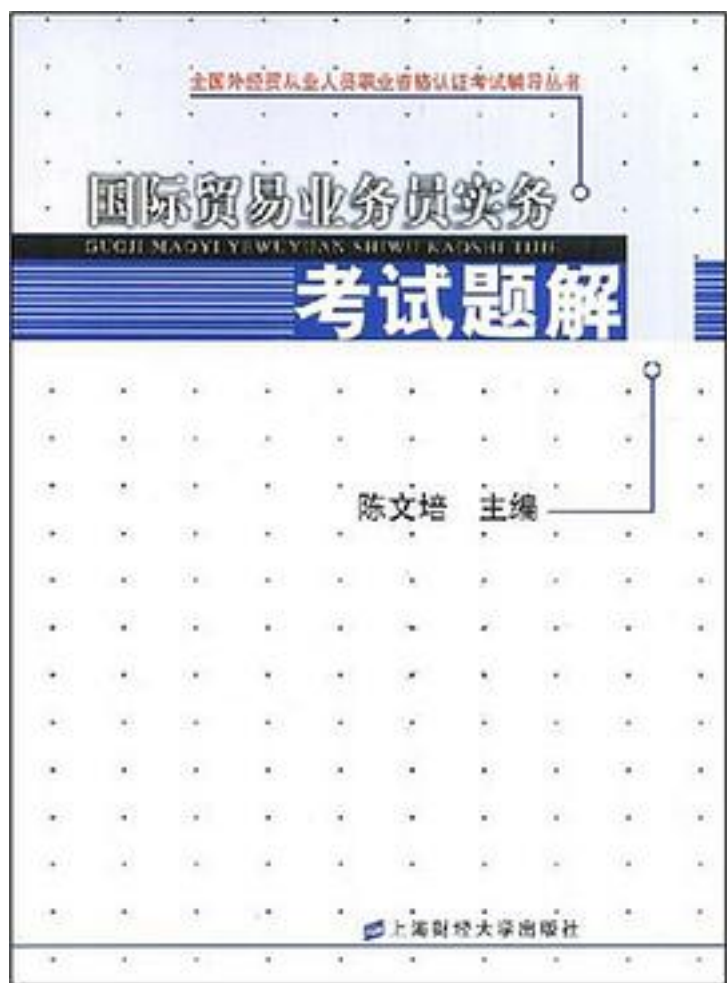 全国外经贸从业人员职业资格认证考试辅导丛书
国际贸易业务员实务
GUOJI MAOYI YEWUYUAN SHIWU KAOSHI TIJIE
考试题解
陈文培 主编
上海财经大学出版社